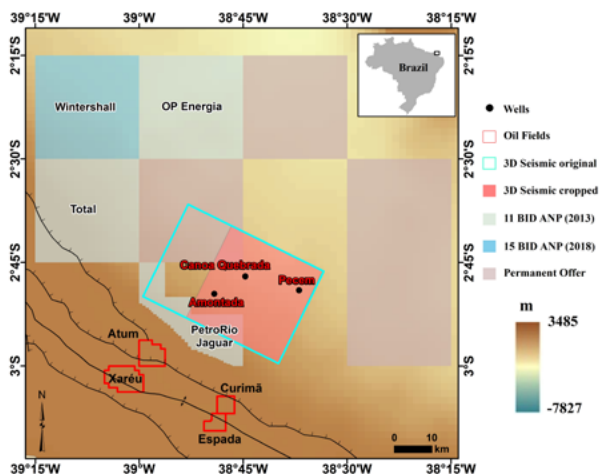 39°15'W 39°W 38°45'W 38°30'W 38°15'W
2°15'S
2°30'S
2°45'S
3°S
Brazil
Wintershall
OP Energia
Total
Canoa Quebrada
Pecem
Amontada
PetroRio
Jaguar
Atum
Xaréu
Curimã
Espada
N
0 10
km
2°15'S
2°30'S
2°45'S
3°S
39°15'W 39°W 38°45'W 38°30'W 38°15'W
Wells
Oil Fields
3D Seismic original
3D Seismic cropped
11 BID ANP (2013)
15 BID ANP (2018)
Permanent Offer
m
3485
-7827